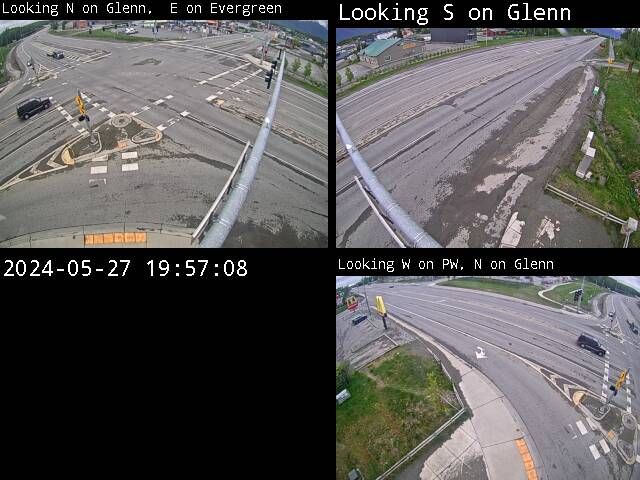 Looking N on Glenn, E on Evergreen
Looking S on Glenn
2024-05-27 19:57:08
Looking W on PW, N on Glenn